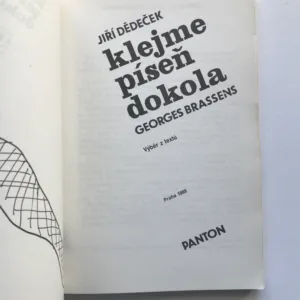 JIŘÍ DĚDEČEK
klejme
píseň
dokola
GEORGES BRASSENS
Výběr z textů
Praha 1988
PANTON